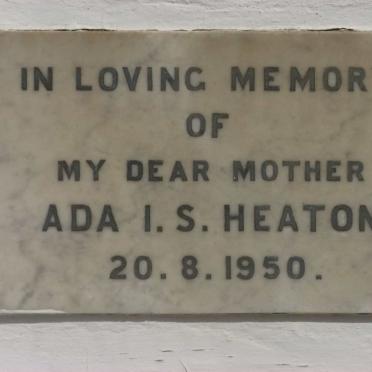 IN LOVING MEMOR
OF
MY DEAR MOTHER
ADA I. S. HEATON
20. 8. 1950.